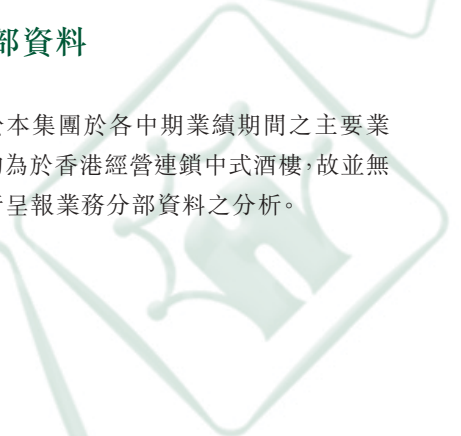 部資料
本集團於各中期業績期間之主要業
為於香港經營連鎖中式酒樓，故並無
呈報業務分部資料之分析。